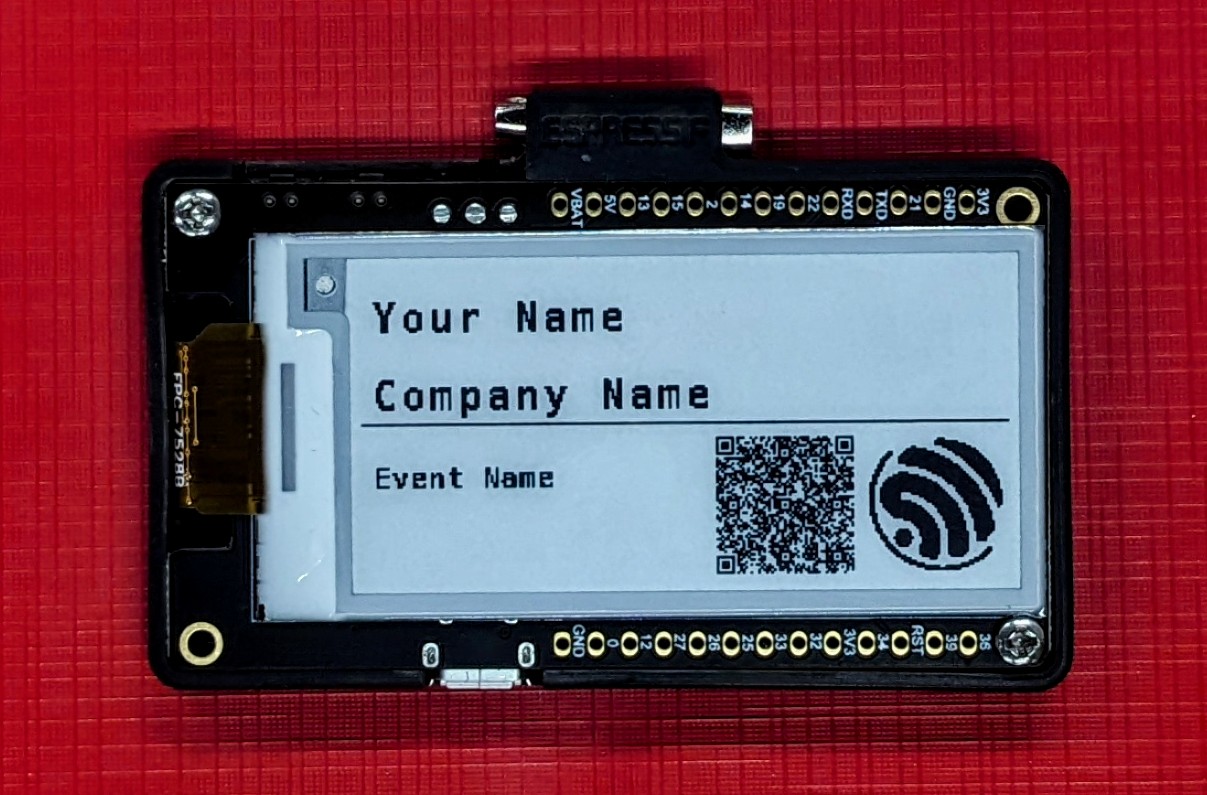 ESPRESSIF
VBAT 5V 13 15 2 14 19 22 RXD TXD 21 GND 3V3
Your Name
Company Name
Event Name
FPC-7528B
GND 0 12 27 26 25 33 32 3V3 34 RST 39 36